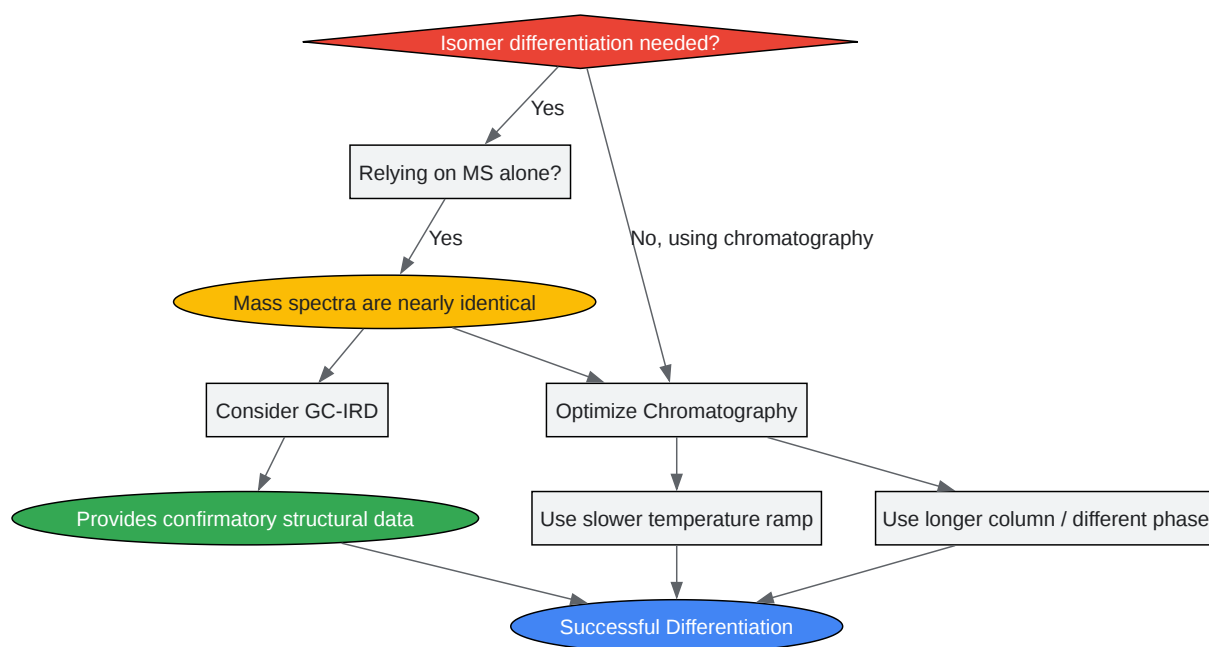 Isomer differentiation needed?
Yes
Relying on MS alone?
Yes
No, using chromatography
Mass spectra are nearly identical
Consider GC-IRD
Optimize Chromatography
Provides confirmatory structural data
Use slower temperature ramp
Use longer column / different phase
Successful Differentiation